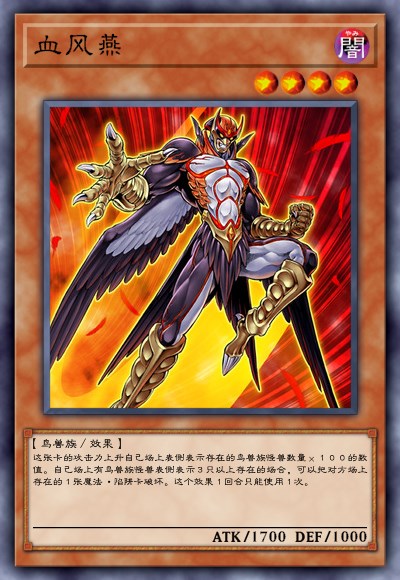 血风燕
やみ
闇
【鸟兽族／效果】
这张卡的攻击力上升自己场上表侧表示存在的鸟兽族怪兽数量×１００的数
值。自己场上有鸟兽族怪兽表侧表示３只以上存在的场合，可以把对方场上
存在的１张魔法·陷阱卡破坏。这个效果１回合只能使用１次。
ATK/1700 DEF/1000